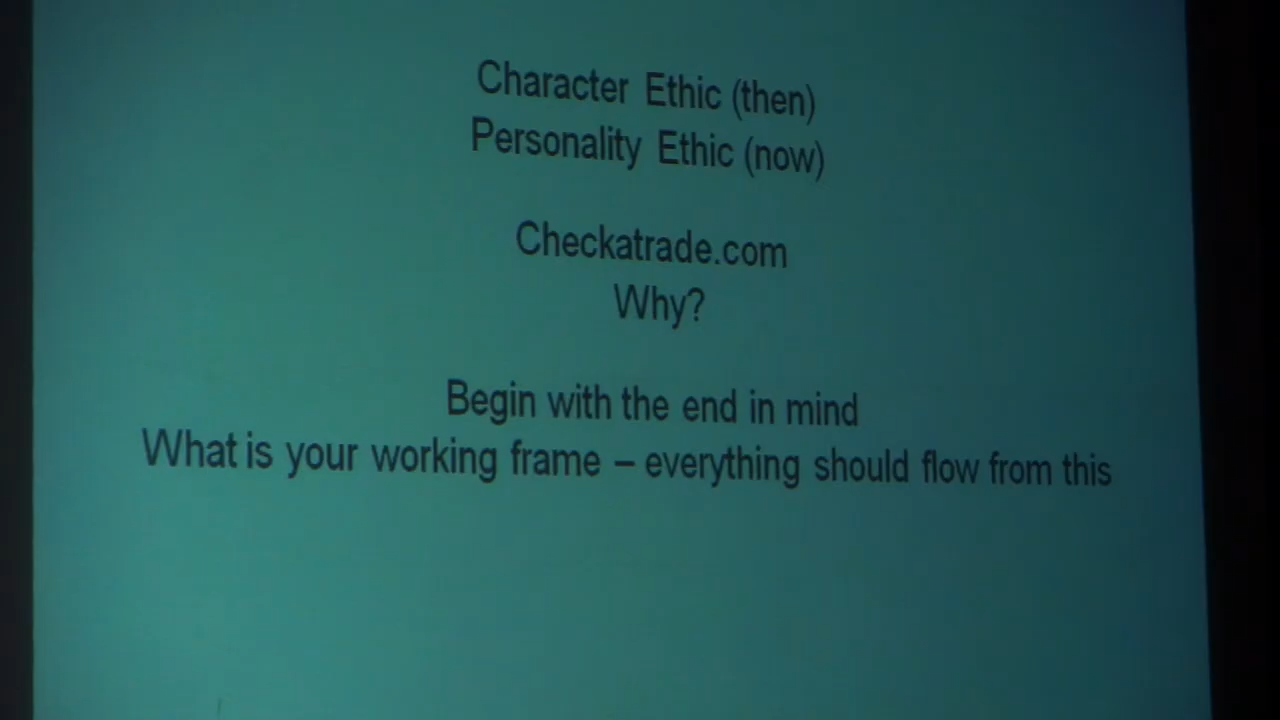 Character Ethic (then)
Personality Ethic (now)
Checkatrade.com
Why?
Begin with the end in mind
What is your working frame – everything should flow from this